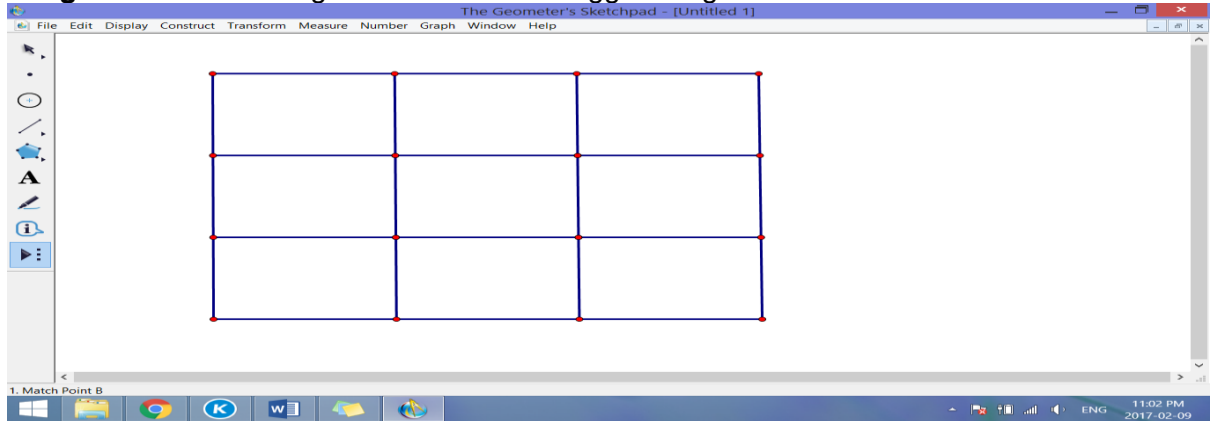 The Geometer's Sketchpad - [Untitled 1]
File Edit Display Construct Transform Measure Number Graph Window Help
A
1. Match Point B
K
W
ENG
11:02 PM
2017-02-09